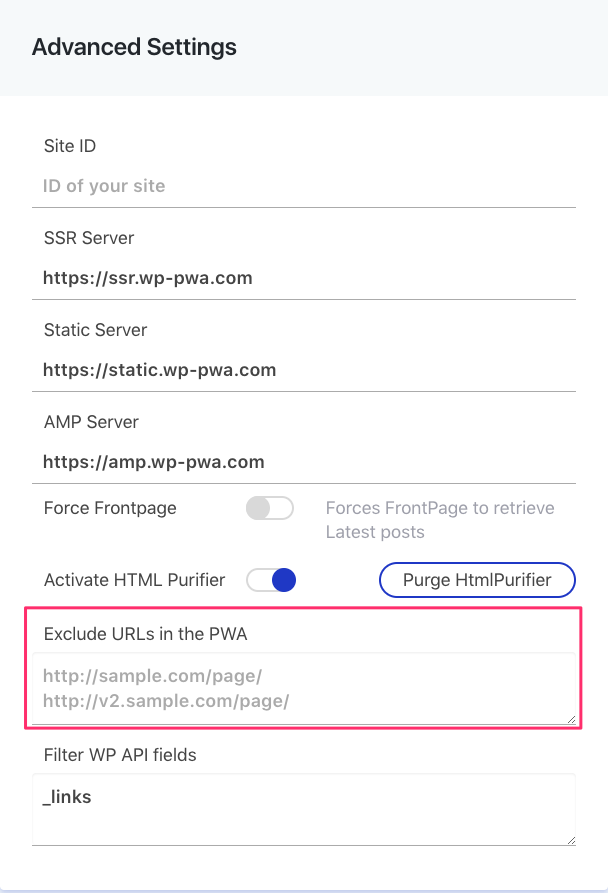 Advanced Settings
Site ID
ID of your site
SSR Server
https://ssr.wp-pwa.com
Static Server
https://static.wp-pwa.com
AMP Server
https://amp.wp-pwa.com
Force Frontpage
Forces FrontPage to retrieve
Latest posts
Activate HTML Purifier
Purge HtmlPurifier
Exclude URLs in the PWA
http://sample.com/page/
http://v2.sample.com/page/
Filter WP API fields
_links